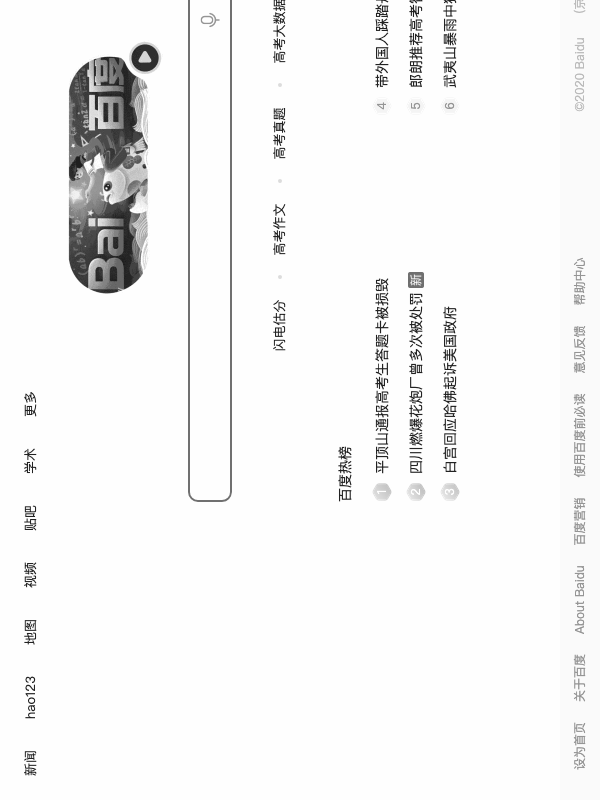 新闻 hao123 地图 视频 贴吧 学术 更多
Bai 百度
闪电估分 高考作文 高考真题 高考大数据
百度热榜
1 平顶山通报高考生答题卡被损毁 4 带外国人踩踏
2 四川燃爆花炮厂曾多次被处罚 新 5 郎朗推荐高考
3 白宫回应哈佛起诉美国政府 6 武夷山暴雨中
设为首页 关于百度 About Baidu 百度营销 使用百度前必读 意见反馈 帮助中心 ©2020 Baidu (京